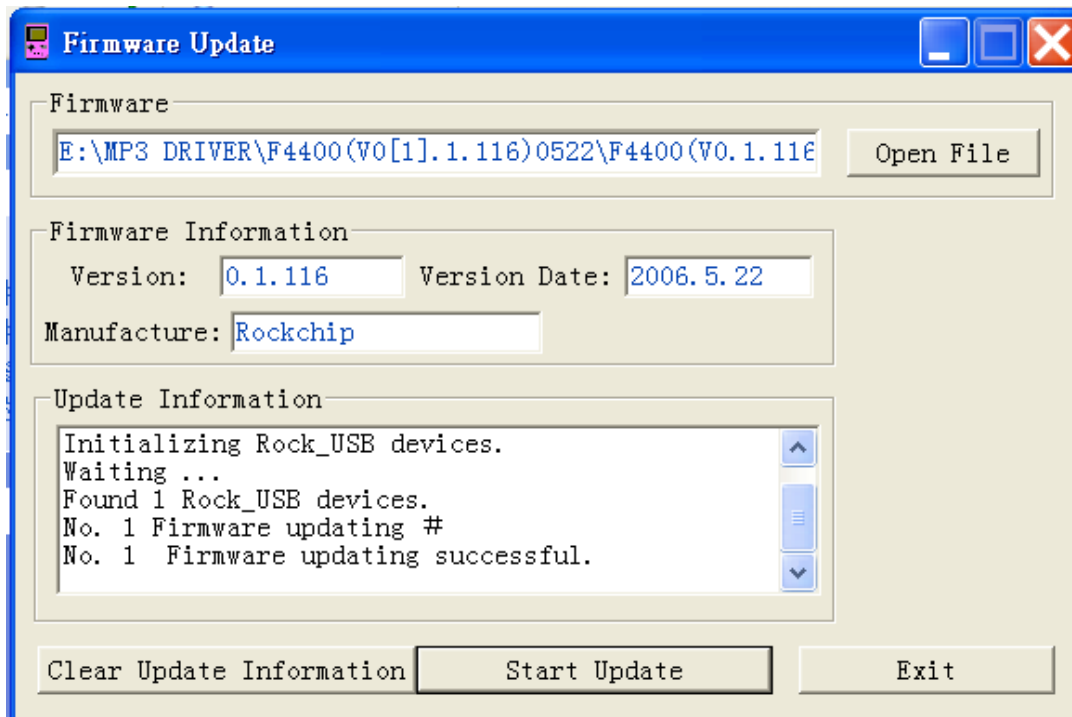 Firmware Update
Firmware
E:\MP3 DRIVER\F4400(V0[1].1.116)0522\F4400(V0.1.116
Open File
Firmware Information
Version: 0.1.116 Version Date: 2006.5.22
Manufacture: Rockchip
Update Information
Initializing Rock_USB devices.
Waiting ...
Found 1 Rock_USB devices.
No. 1 Firmware updating #
No. 1  Firmware updating successful.
Clear Update Information Start Update Exit